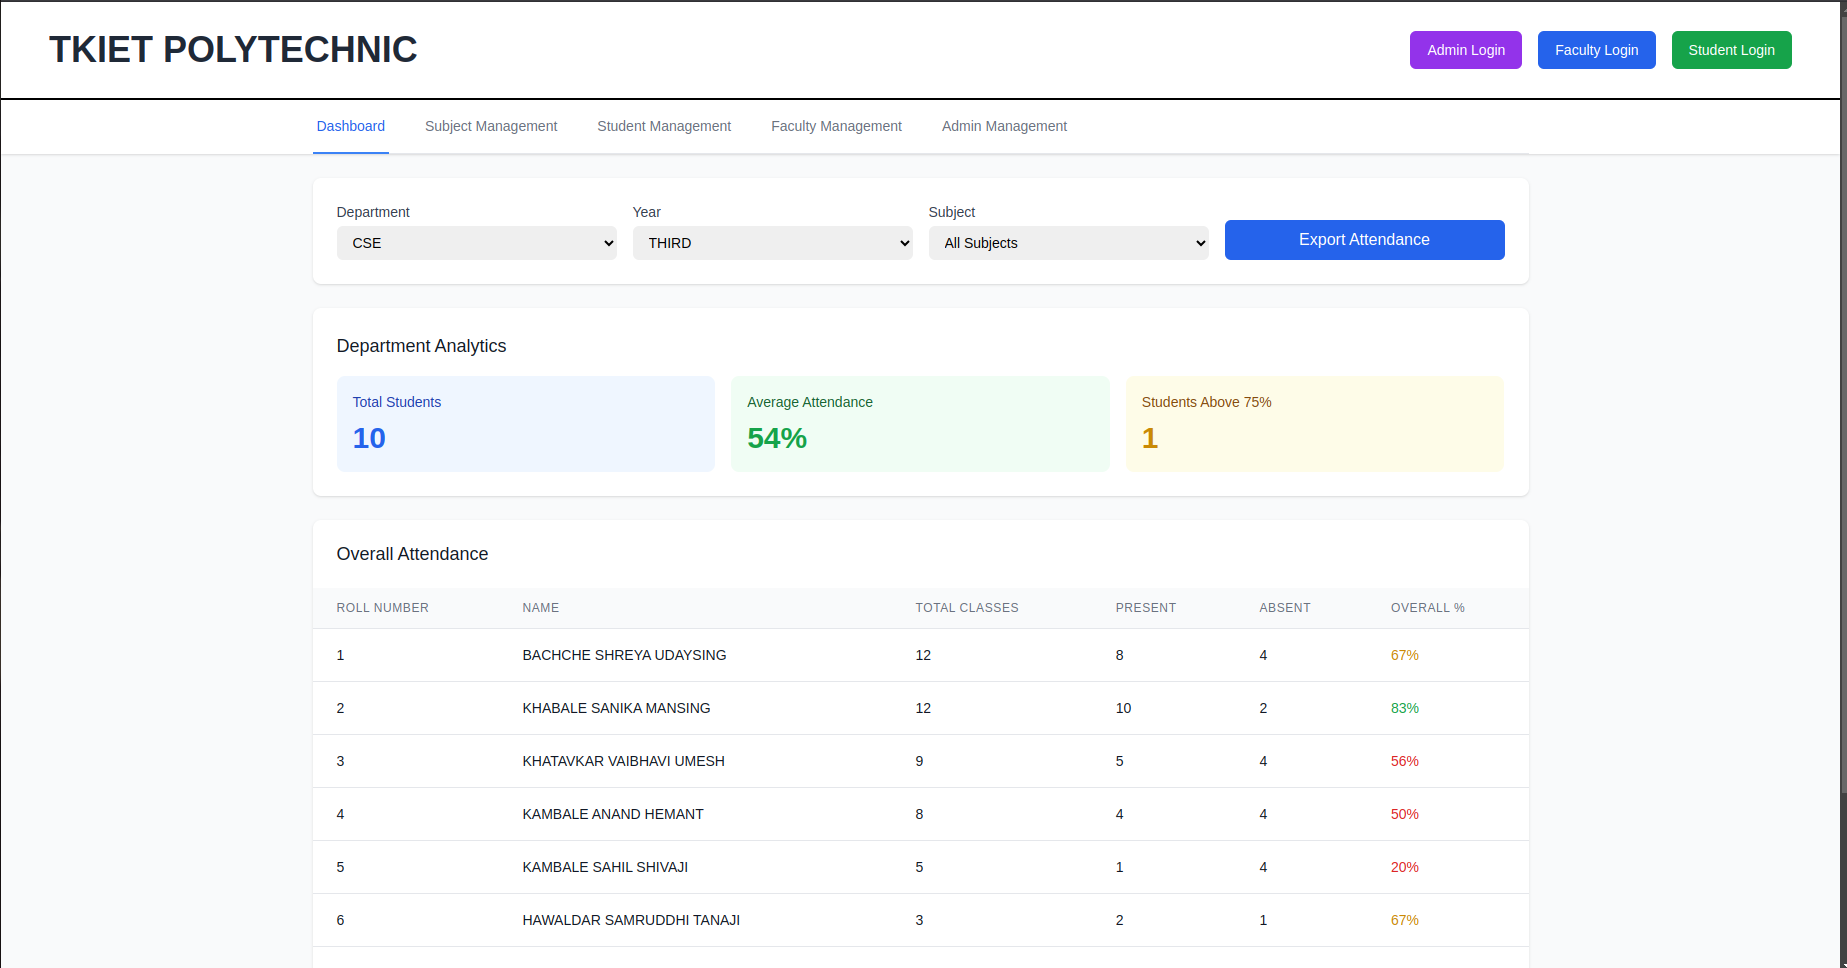 TKIET POLYTECHNIC
Admin Login Faculty Login Student Login
Dashboard Subject Management Student Management Faculty Management Admin Management
Department Year Subject
CSE THIRD All Subjects Export Attendance
Department Analytics
Total Students Average Attendance Students Above 75%
10 54% 1
Overall Attendance
ROLL NUMBER NAME TOTAL CLASSES PRESENT ABSENT OVERALL %
1 BACHCHE SHREYA UDAYSING 12 8 4 67%
2 KHABALE SANIKA MANSING 12 10 2 83%
3 KHATAVKAR VAIBHAVI UMESH 9 5 4 56%
4 KAMBALE ANAND HEMANT 8 4 4 50%
5 KAMBALE SAHIL SHIVAJI 5 1 4 20%
6 HAWALDAR SAMRUDDHI TANAJI 3 2 1 67%